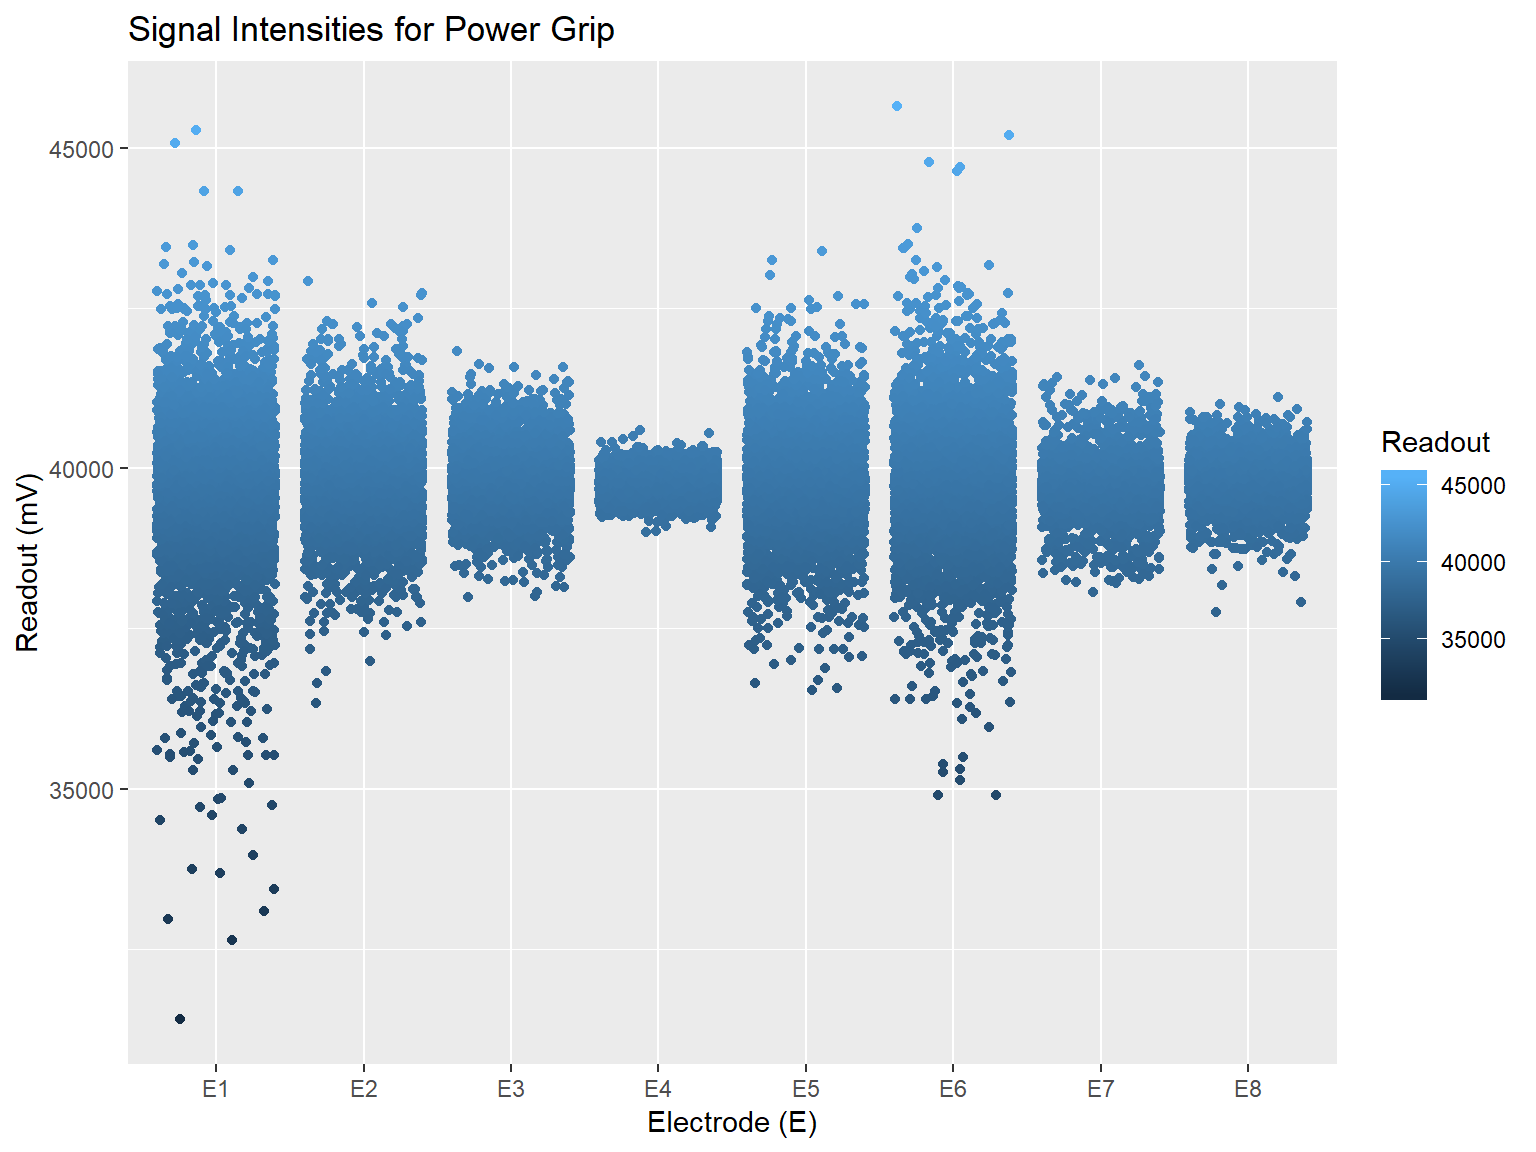 Signal Intensities for Power Grip
Readout (mV)
45000
40000
35000
E1 E2 E3 E4 E5 E6 E7 E8
Electrode (E)
Readout
45000
40000
35000